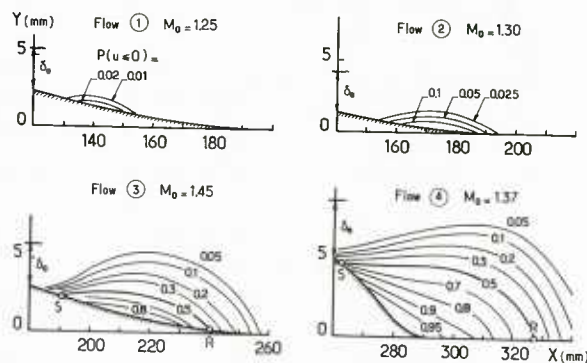 Y(mm) Flow 1 M₀=1.25
5
δ₀
P(u≤0)=
0.02 0.01
0
140 160 180
Flow 2 M₀=1.30
5
δ₀
0.1 0.05 0.025
0
160 180 200
Flow 3 M₀=1.45
5
δ₀
0.05
0.1
0.3 0.2
0.5
0.8
S
R
0
180 200 220 240 260
Flow 4 M₀=1.37
5
δ₀
0.05
0.1
0.2
0.3
0.5
0.7
0.8
0.9
0.95
S
R
0
280 300 320 340 X(mm)